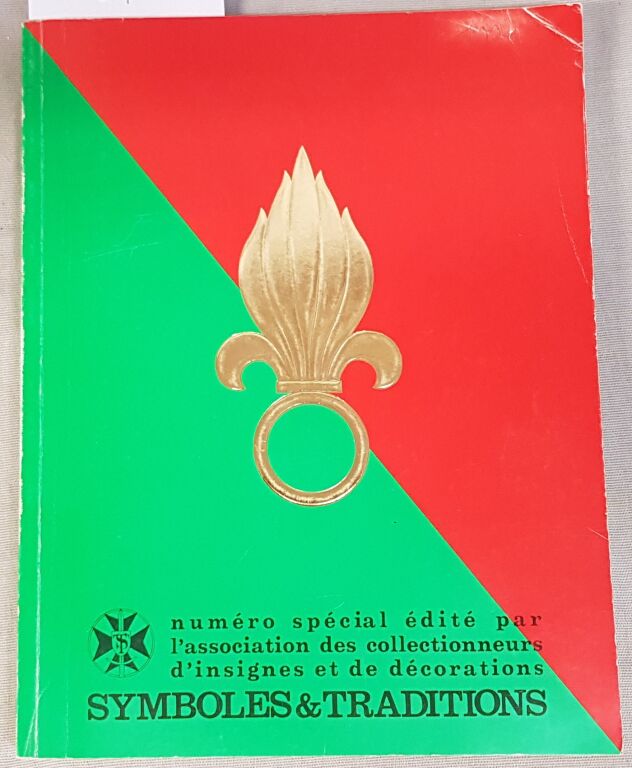 numéro spécial édité par
l'association des collectionneurs
d'insignes et de décorations
SYMBOLES & TRADITIONS